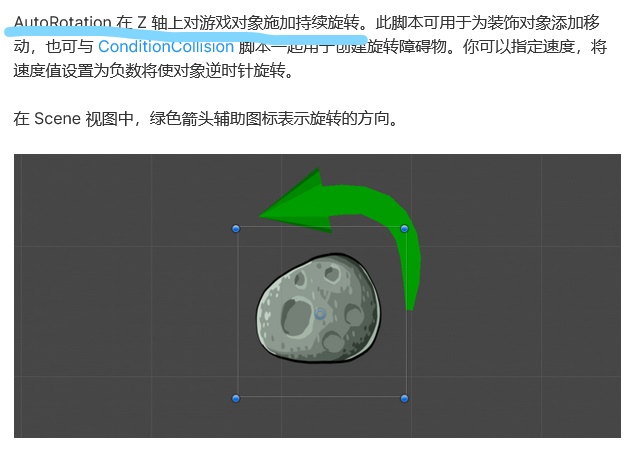 AutoRotation 在 Z 轴上对游戏对象施加持续旋转。此脚本可用于为装饰对象添加移
动，也可与 ConditionCollision 脚本一起用于创建旋转障碍物。你可以指定速度，将
速度值设置为负数将使对象逆时针旋转。
在 Scene 视图中，绿色箭头辅助图标表示旋转的方向。